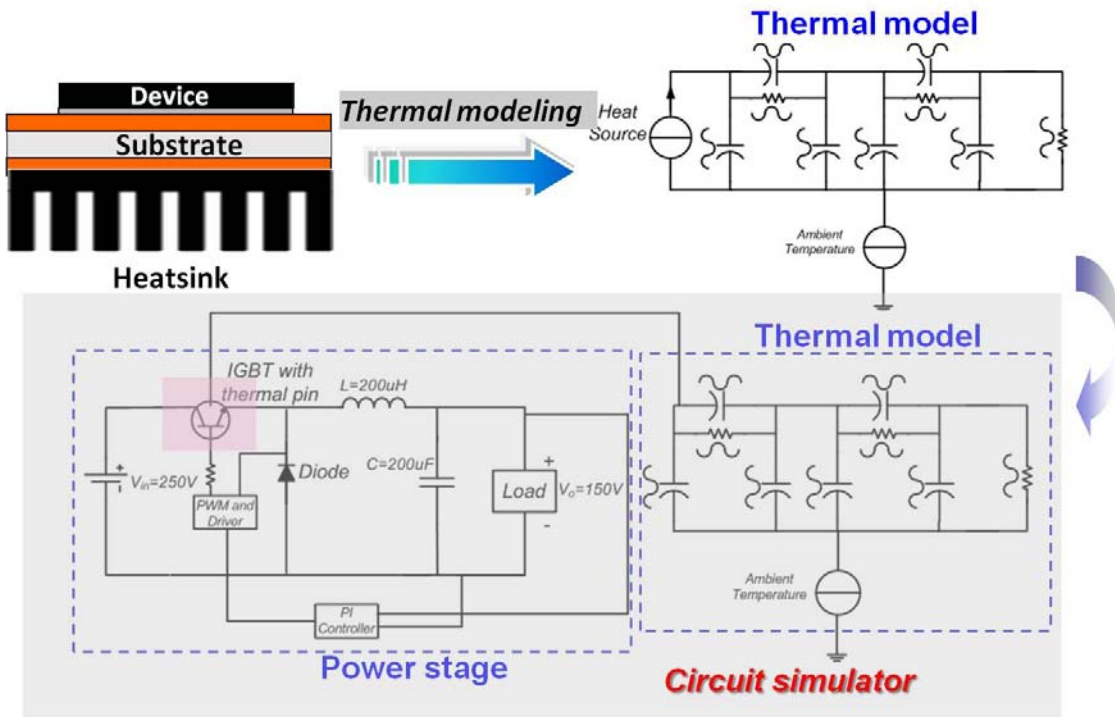 Thermal model
Device
Substrate
Heatsink
Thermal modeling
Heat
Source
Ambient
Temperature
Thermal model
IGBT with
thermal pin
L=200uH
Vin=250V
+
-
PWM and
Driver
Diode
C=200uF
Load
+
Vo=150V
-
PI
Controller
Power stage
Ambient
Temperature
Circuit simulator